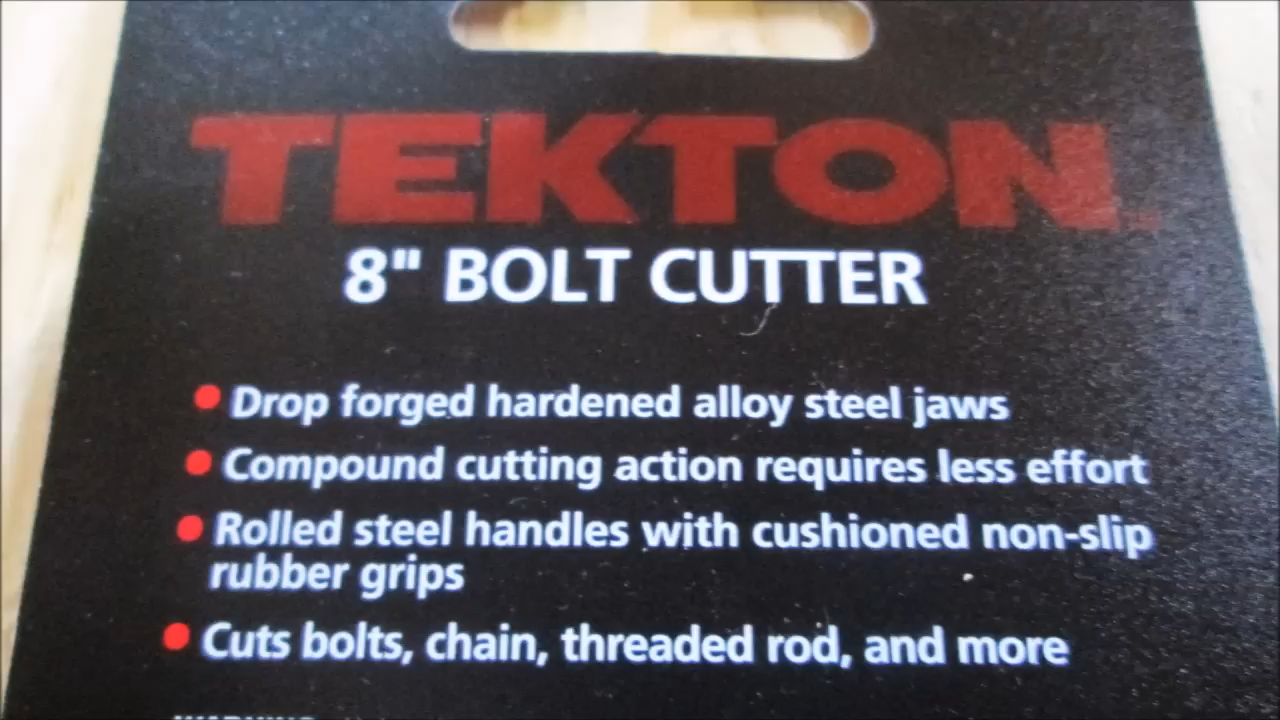 TEKTON
8" BOLT CUTTER
Drop forged hardened alloy steel jaws
Compound cutting action requires less effort
Rolled steel handles with cushioned non-slip
rubber grips
Cuts bolts, chain, threaded rod, and more